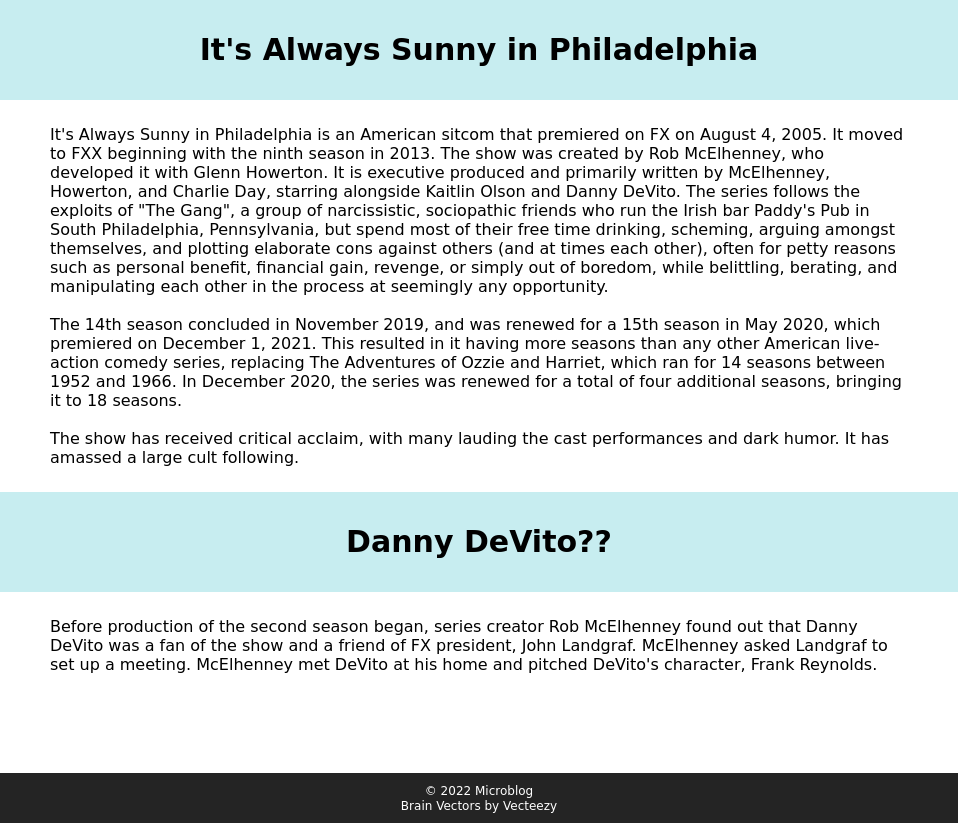 It's Always Sunny in Philadelphia
It's Always Sunny in Philadelphia is an American sitcom that premiered on FX on August 4, 2005. It moved
to FXX beginning with the ninth season in 2013. The show was created by Rob McElhenney, who
developed it with Glenn Howerton. It is executive produced and primarily written by McElhenney,
Howerton, and Charlie Day, starring alongside Kaitlin Olson and Danny DeVito. The series follows the
exploits of "The Gang", a group of narcissistic, sociopathic friends who run the Irish bar Paddy's Pub in
South Philadelphia, Pennsylvania, but spend most of their free time drinking, scheming, arguing amongst
themselves, and plotting elaborate cons against others (and at times each other), often for petty reasons
such as personal benefit, financial gain, revenge, or simply out of boredom, while belittling, berating, and
manipulating each other in the process at seemingly any opportunity.
The 14th season concluded in November 2019, and was renewed for a 15th season in May 2020, which
premiered on December 1, 2021. This resulted in it having more seasons than any other American live-
action comedy series, replacing The Adventures of Ozzie and Harriet, which ran for 14 seasons between
1952 and 1966. In December 2020, the series was renewed for a total of four additional seasons, bringing
it to 18 seasons.
The show has received critical acclaim, with many lauding the cast performances and dark humor. It has
amassed a large cult following.
Danny DeVito??
Before production of the second season began, series creator Rob McElhenney found out that Danny
DeVito was a fan of the show and a friend of FX president, John Landgraf. McElhenney asked Landgraf to
set up a meeting. McElhenney met DeVito at his home and pitched DeVito's character, Frank Reynolds.
© 2022 Microblog
Brain Vectors by Vecteezy